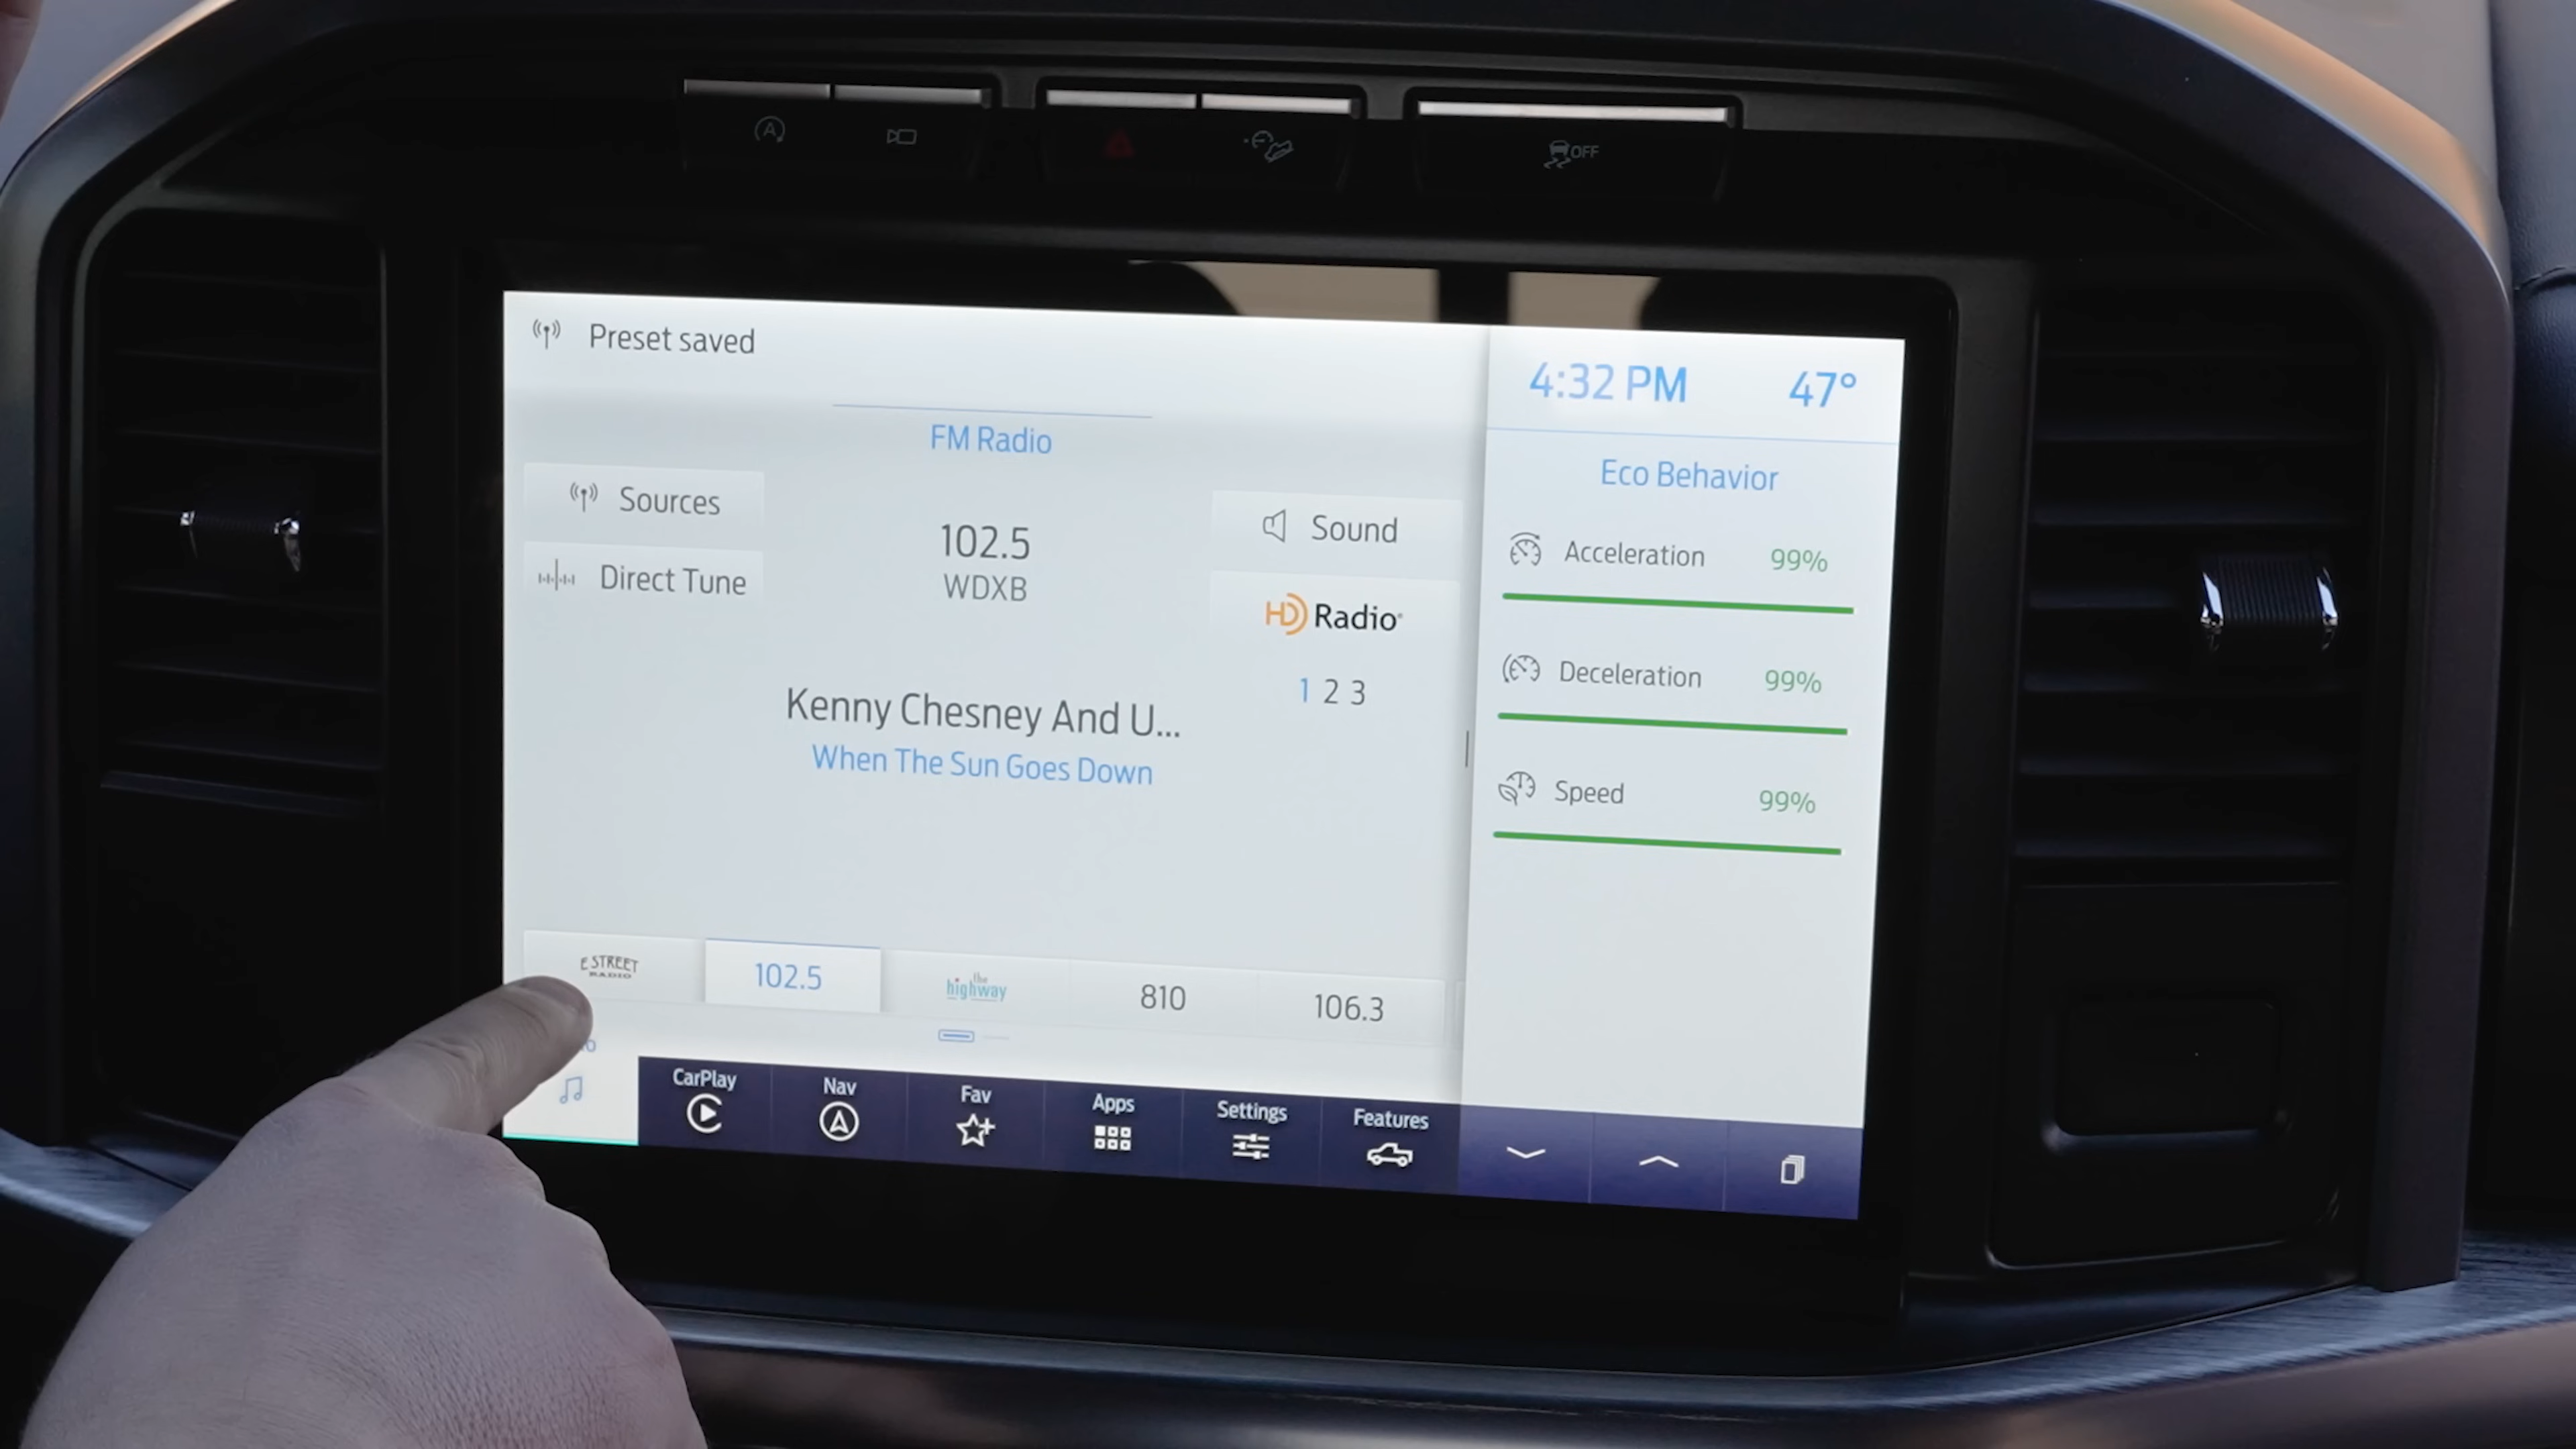 A
OFF
Preset saved
4:32 PM 47°
FM Radio
Eco Behavior
Sources
102.5
WDXB
Sound
Direct Tune
HD Radio
1 2 3
Kenny Chesney And U...
When The Sun Goes Down
Acceleration 99%
Deceleration 99%
Speed 99%
E STREET
RADIO
102.5
the
highway
810
106.3
CarPlay
Nav
Fav
Apps
Settings
Features